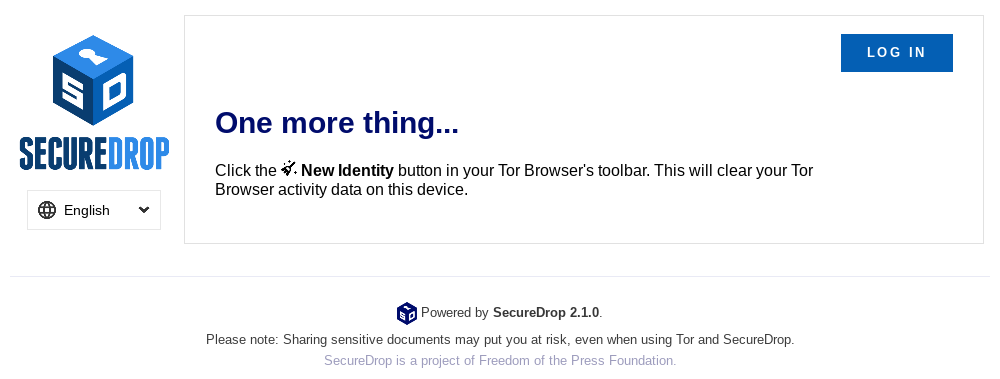 LOG IN
SD
SECUREDROP
English
One more thing...
Click the New Identity button in your Tor Browser's toolbar. This will clear your Tor
Browser activity data on this device.
Powered by SecureDrop 2.1.0.
Please note: Sharing sensitive documents may put you at risk, even when using Tor and SecureDrop.
SecureDrop is a project of Freedom of the Press Foundation.